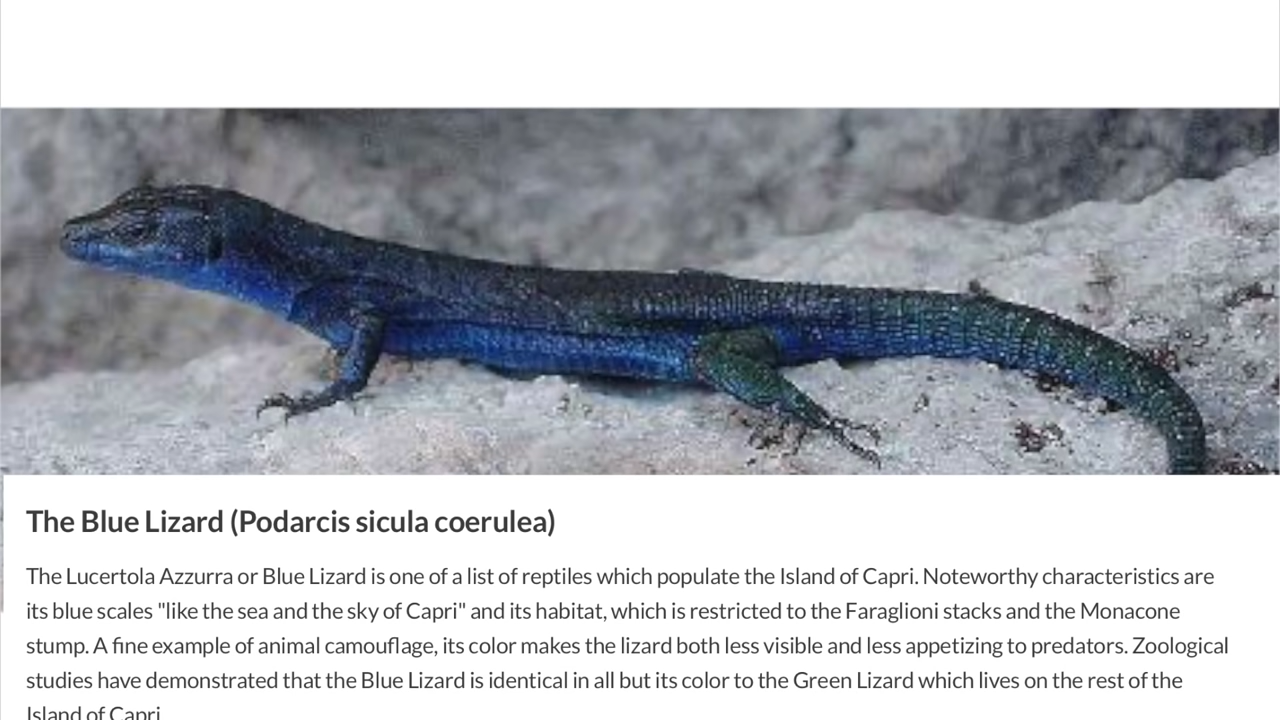 The Blue Lizard (Podarcis sicula coerulea)
The Lucertola Azzurra or Blue Lizard is one of a list of reptiles which populate the Island of Capri. Noteworthy characteristics are
its blue scales "like the sea and the sky of Capri" and its habitat, which is restricted to the Faraglioni stacks and the Monacone
stump. A fine example of animal camouflage, its color makes the lizard both less visible and less appetizing to predators. Zoological
studies have demonstrated that the Blue Lizard is identical in all but its color to the Green Lizard which lives on the rest of the
Island of Capri.